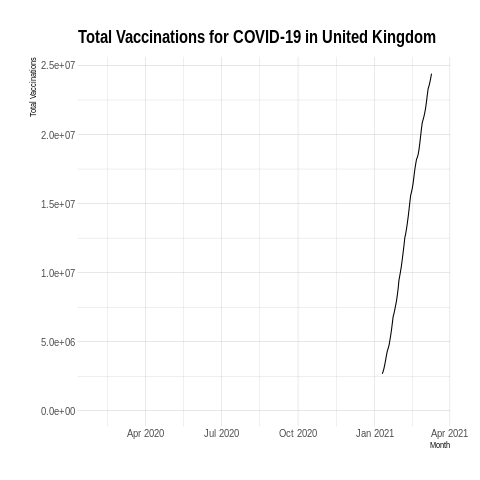 Total Vaccinations for COVID-19 in United Kingdom
Total Vaccinations
2.5e+07
2.0e+07
1.5e+07
1.0e+07
5.0e+06
0.0e+00
Apr 2020 Jul 2020 Oct 2020 Jan 2021 Apr 2021
Month